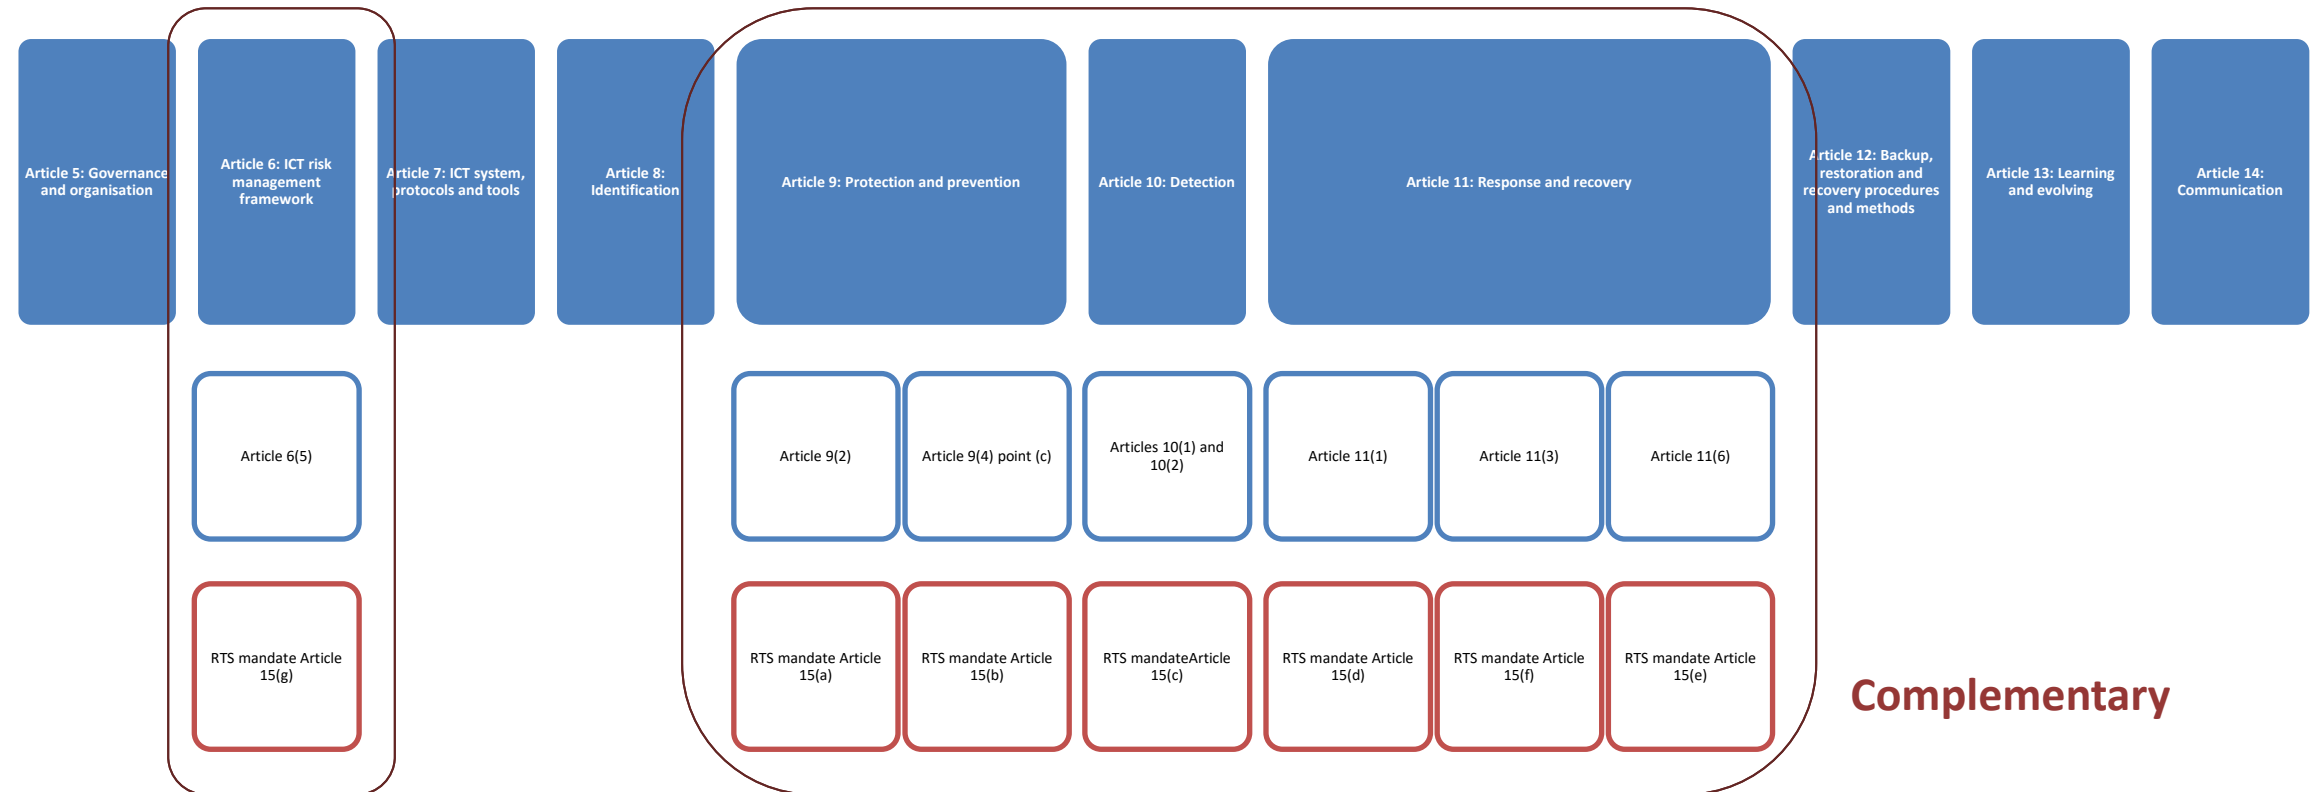 Article 5: Governance
and organisation
Article 6: ICT risk
management
framework
Article 7: ICT system,
protocols and tools
Article 8:
Identification
Article 9: Protection and prevention
Article 10: Detection
Article 11: Response and recovery
Article 12: Backup,
restoration and
recovery procedures
and methods
Article 13: Learning
and evolving
Article 14:
Communication
Article 6(5)
Article 9(2)
Article 9(4) point (c)
Articles 10(1) and
10(2)
Article 11(1)
Article 11(3)
Article 11(6)
RTS mandate Article
15(g)
RTS mandate Article
15(a)
RTS mandate Article
15(b)
RTS mandateArticle
15(c)
RTS mandate Article
15(d)
RTS mandate Article
15(f)
RTS mandate Article
15(e)
Complementary